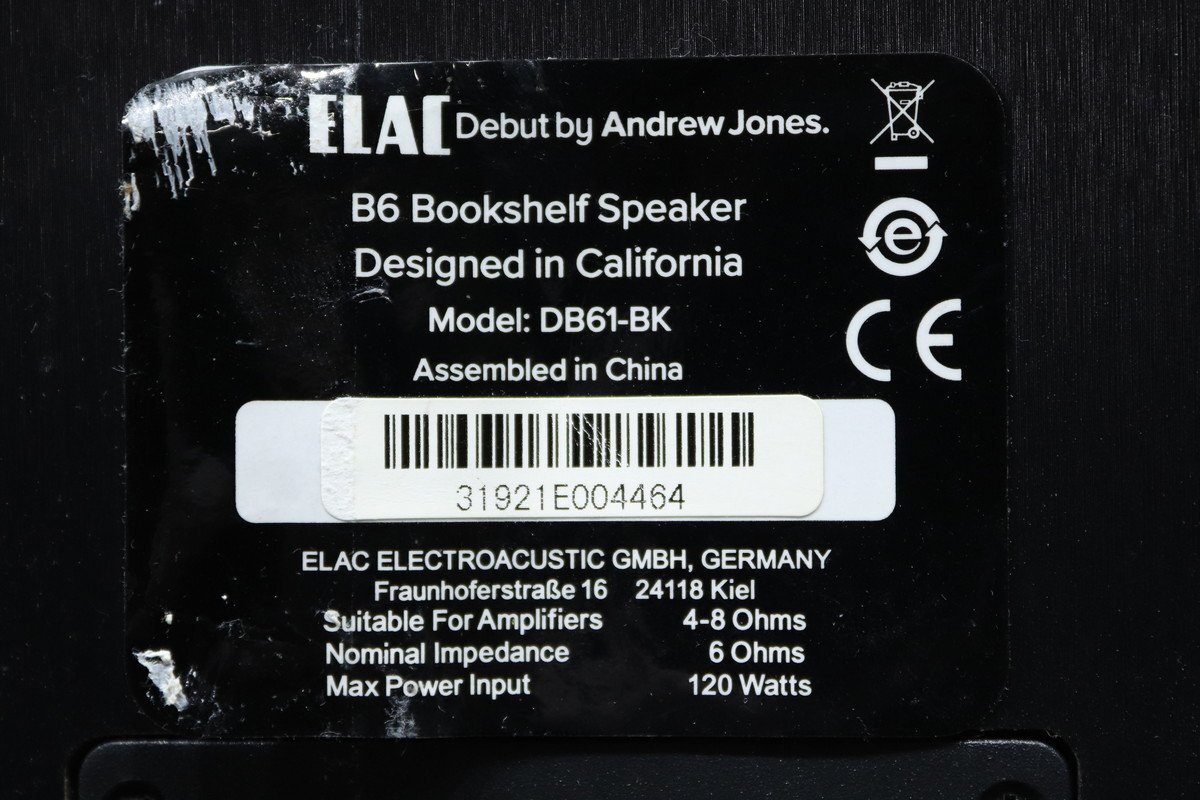 ELAC Debut by Andrew Jones.
B6 Bookshelf Speaker
Designed in California
Model: DB61-BK
Assembled in China
31921E004464
ELAC ELECTROACUSTIC GMBH, GERMANY
Fraunhoferstraße 16 24118 Kiel
Suitable For Amplifiers 4-8 Ohms
Nominal Impedance 6 Ohms
Max Power Input 120 Watts
e
CE